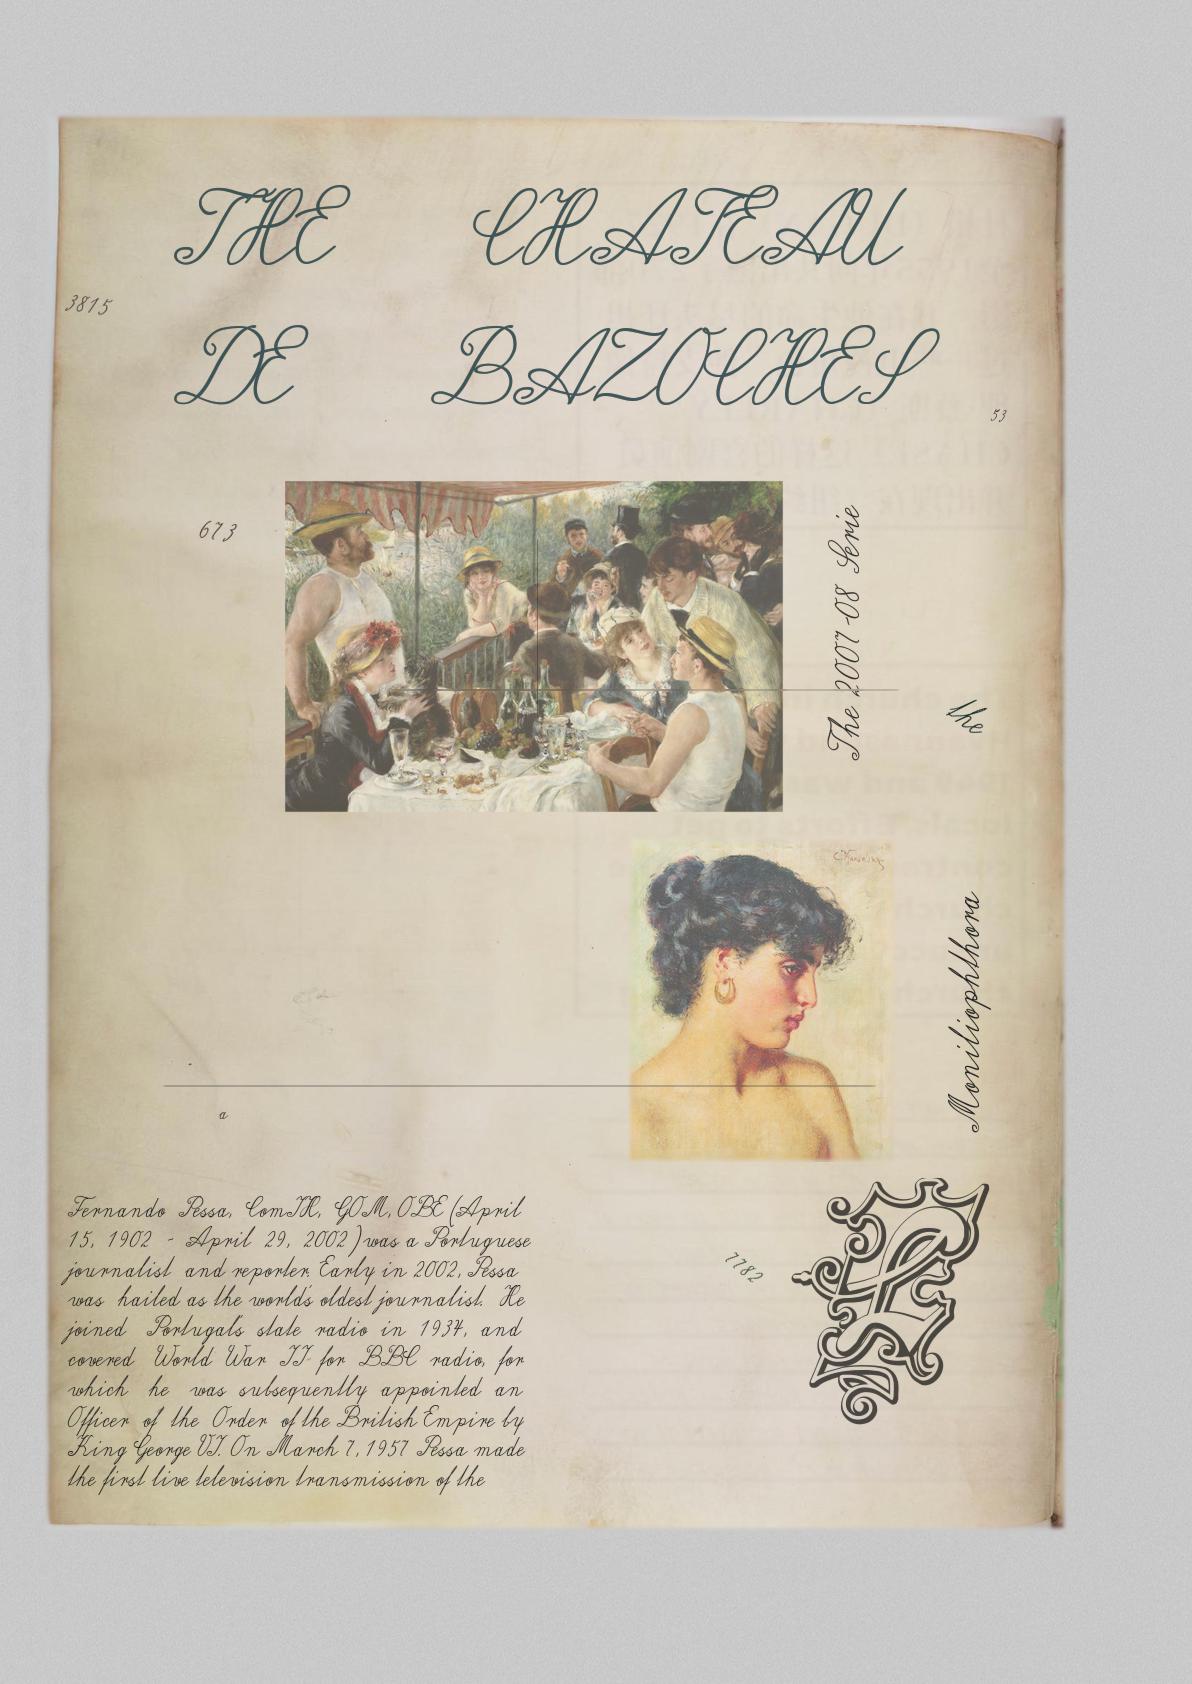 THE CHATEAU
3815
DE BAZOCHES
53
673
The 2007-08 Serie
the
Moniliophthora
a
Fernando Pessa, ComIH, GOM, OBE (April
15, 1902 - April 29, 2002) was a Portuguese
journalist and reporter. Early in 2002, Pessa
was hailed as the world's oldest journalist. He
joined Portugal's state radio in 1934, and
covered World War II for BBC radio, for
which he was subsequently appointed an
Officer of the Order of the British Empire by
King George VI. On March 7, 1957 Pessa made
the first live television transmission of the
7782